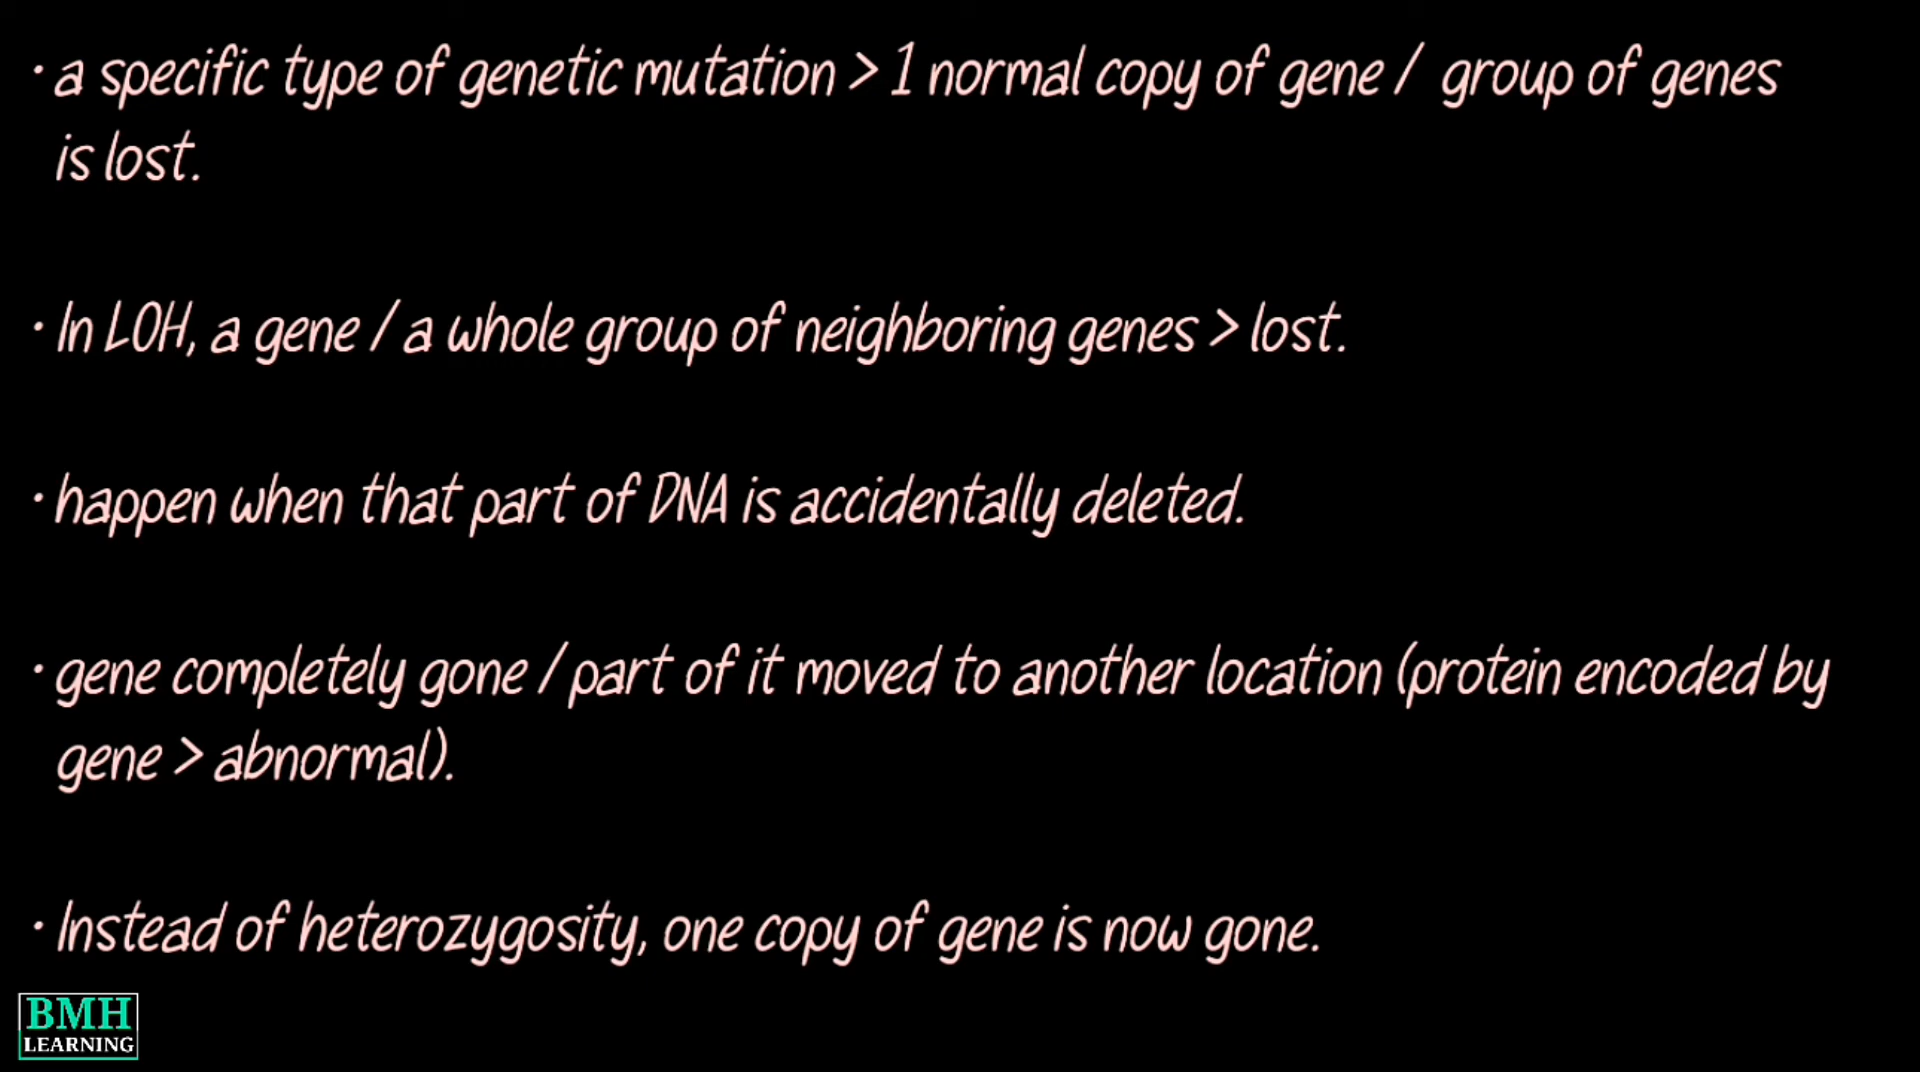 · a specific type of genetic mutation > 1 normal copy of gene / group of genes
is lost.
· In LOH, a gene / a whole group of neighboring genes > lost.
· happen when that part of DNA is accidentally deleted.
· gene completely gone / part of it moved to another location (protein encoded by
gene > abnormal).
· Instead of heterozygosity, one copy of gene is now gone.
BMH
LEARNING